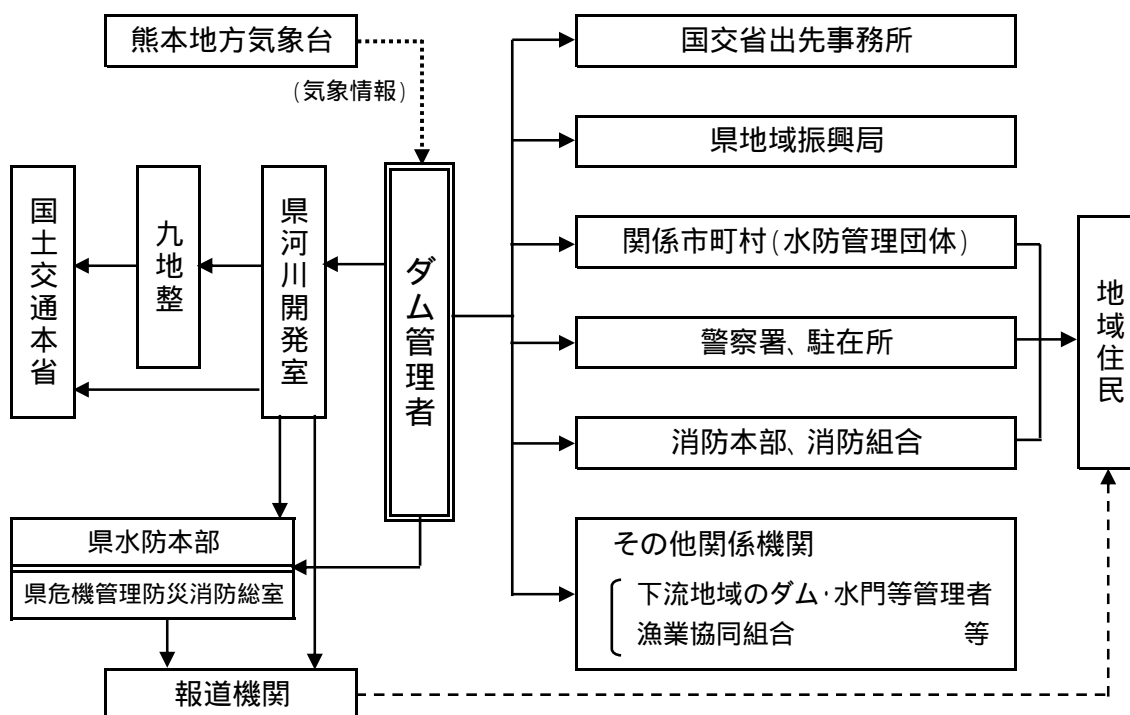 熊本地方気象台
(気象情報)
国交省出先事務所
県地域振興局
関係市町村(水防管理団体)
警察署、駐在所
消防本部、消防組合
その他関係機関
下流地域のダム・水門等管理者
漁業協同組合 等
地域住民
ダム管理者
県河川開発室
九地整
国土交通本省
県水防本部
県危機管理防災消防総室
報道機関